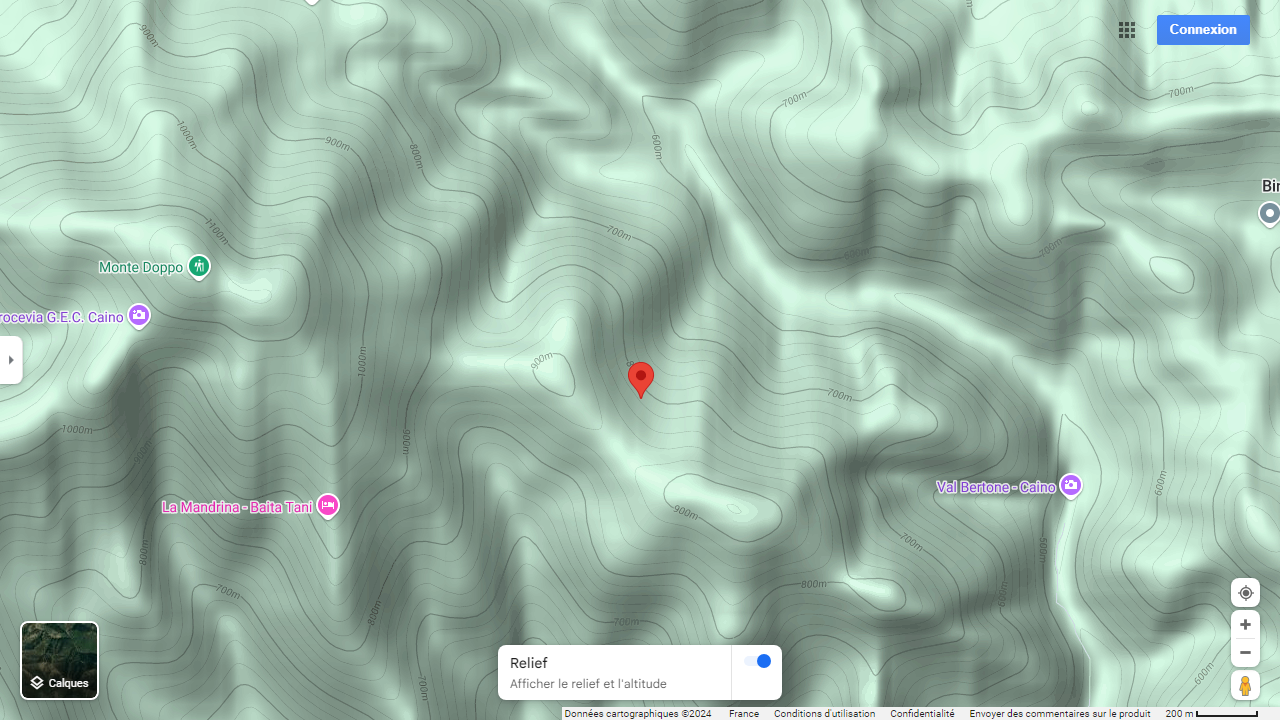 900m
700m
Connexion
700m
1000m
900m
800m
600m
Bir
1100m
700m
700m
Monte Doppo
rocevia G.E.C. Caino
1000m
900m
700m
1000m
900m
Val Bertone - Caino
600m
La Mandrina - Baita Tani
900m
800m
700m
500m
700m
800m
600m
800m
700m
Relief
Afficher le relief et l'altitude
600m
700m
Calques
Données cartographiques ©2024 France Conditions d'utilisation Confidentialité Envoyer des commentaires sur le produit 200 m